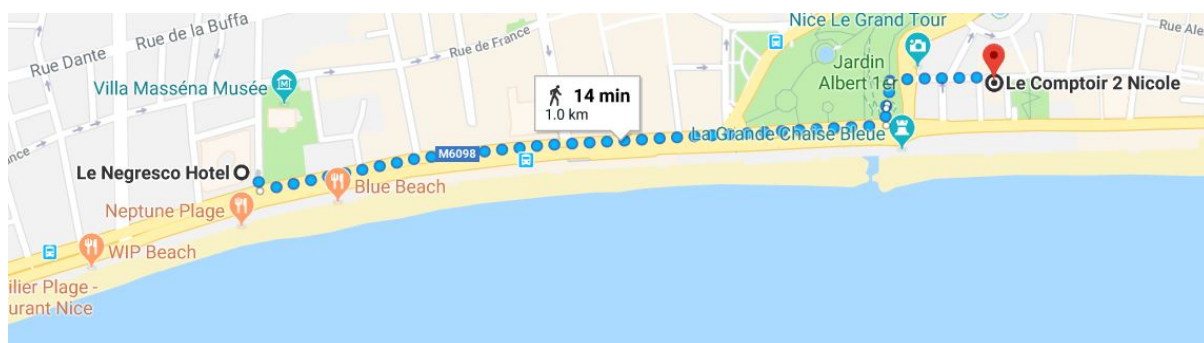 Rue de la Buffa
Nice Le Grand Tour
Rue Ale
Rue de France
Rue Dante
Villa Masséna Musée
14 min
1.0 km
Jardin
Albert 1er
Le Comptoir 2 Nicole
La Grande Chaise Bleue
nce
M6098
Le Negresco Hotel
Blue Beach
Neptune Plage
WIP Beach
ilier Plage -
urant Nice